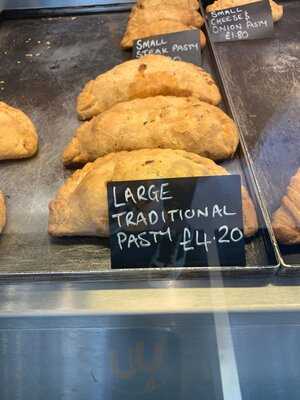 SMALL
STEAK PASTY
SMALL
CHEESE &
ONION PASTY
£1.80
LARGE
TRADITIONAL
PASTY £4.20